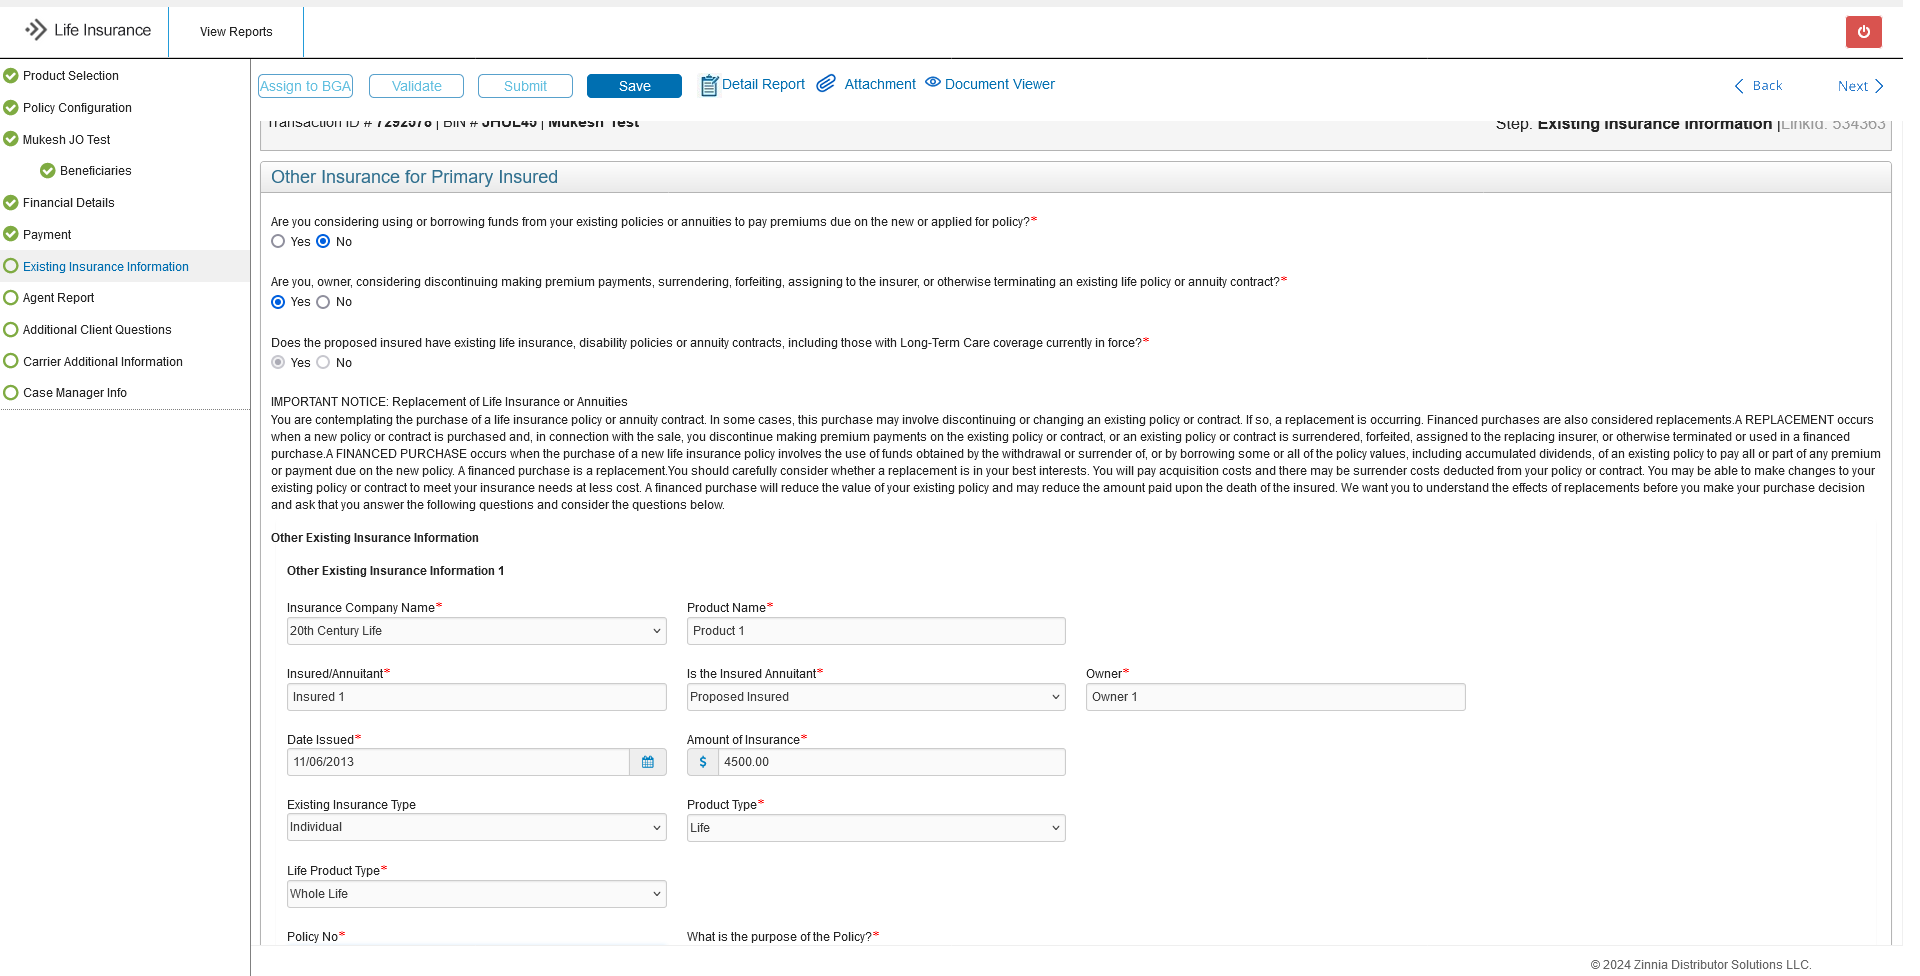 Life Insurance
View Reports
Product Selection
Policy Configuration
Mukesh JO Test
Beneficiaries
Financial Details
Payment
Existing Insurance Information
Agent Report
Additional Client Questions
Carrier Additional Information
Case Manager Info
Assign to BGA Validate Submit Save Detail Report Attachment Document Viewer Back Next
Transaction ID # 7292578 | BIN # JHUL45 | Mukesh Test
Step: Existing Insurance Information |LinkId: 534363
Other Insurance for Primary Insured
Are you considering using or borrowing funds from your existing policies or annuities to pay premiums due on the new or applied for policy?*
Yes No
Are you, owner, considering discontinuing making premium payments, surrendering, forfeiting, assigning to the insurer, or otherwise terminating an existing life policy or annuity contract?*
Yes No
Does the proposed insured have existing life insurance, disability policies or annuity contracts, including those with Long-Term Care coverage currently in force?*
Yes No
IMPORTANT NOTICE: Replacement of Life Insurance or Annuities
You are contemplating the purchase of a life insurance policy or annuity contract. In some cases, this purchase may involve discontinuing or changing an existing policy or contract. If so, a replacement is occurring. Financed purchases are also considered replacements.A REPLACEMENT occurs
when a new policy or contract is purchased and, in connection with the sale, you discontinue making premium payments on the existing policy or contract, or an existing policy or contract is surrendered, forfeited, assigned to the replacing insurer, or otherwise terminated or used in a financed
purchase.A FINANCED PURCHASE occurs when the purchase of a new life insurance policy involves the use of funds obtained by the withdrawal or surrender of, or by borrowing some or all of the policy values, including accumulated dividends, of an existing policy to pay all or part of any premium
or payment due on the new policy. A financed purchase is a replacement.You should carefully consider whether a replacement is in your best interests. You will pay acquisition costs and there may be surrender costs deducted from your policy or contract. You may be able to make changes to your
existing policy or contract to meet your insurance needs at less cost. A financed purchase will reduce the value of your existing policy and may reduce the amount paid upon the death of the insured. We want you to understand the effects of replacements before you make your purchase decision
and ask that you answer the following questions and consider the questions below.
Other Existing Insurance Information
Other Existing Insurance Information 1
Insurance Company Name* Product Name*
20th Century Life Product 1
Insured/Annuitant* Is the Insured Annuitant* Owner*
Insured 1 Proposed Insured Owner 1
Date Issued* Amount of Insurance*
11/06/2013 $ 4500.00
Existing Insurance Type Product Type*
Individual Life
Life Product Type*
Whole Life
Policy No* What is the purpose of the Policy?*
© 2024 Zinnia Distributor Solutions LLC.